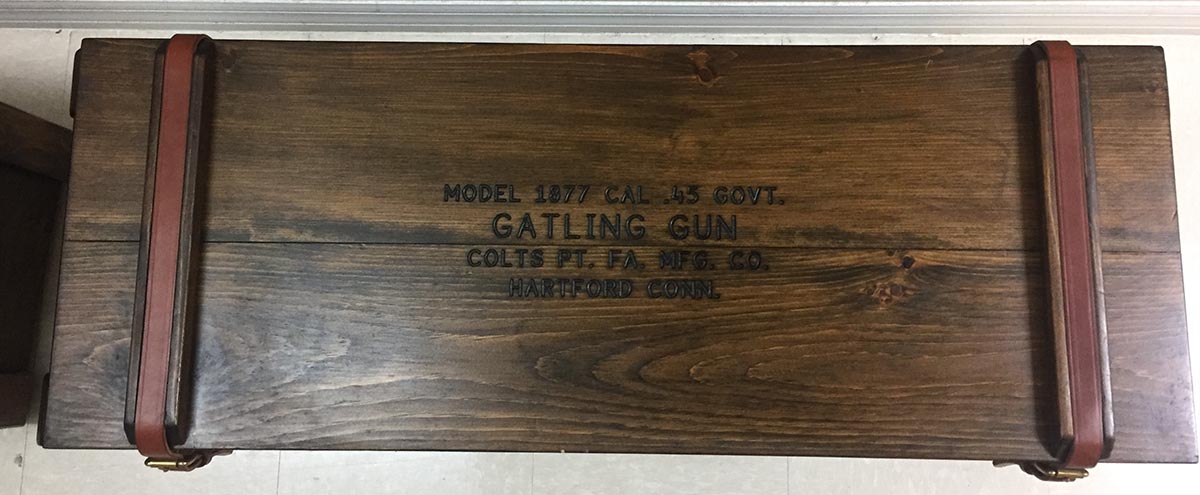 MODEL 1877 CAL .45 GOVT.
GATLING GUN
COLTS PT. FA. MFG. CO.
HARTFORD CONN.